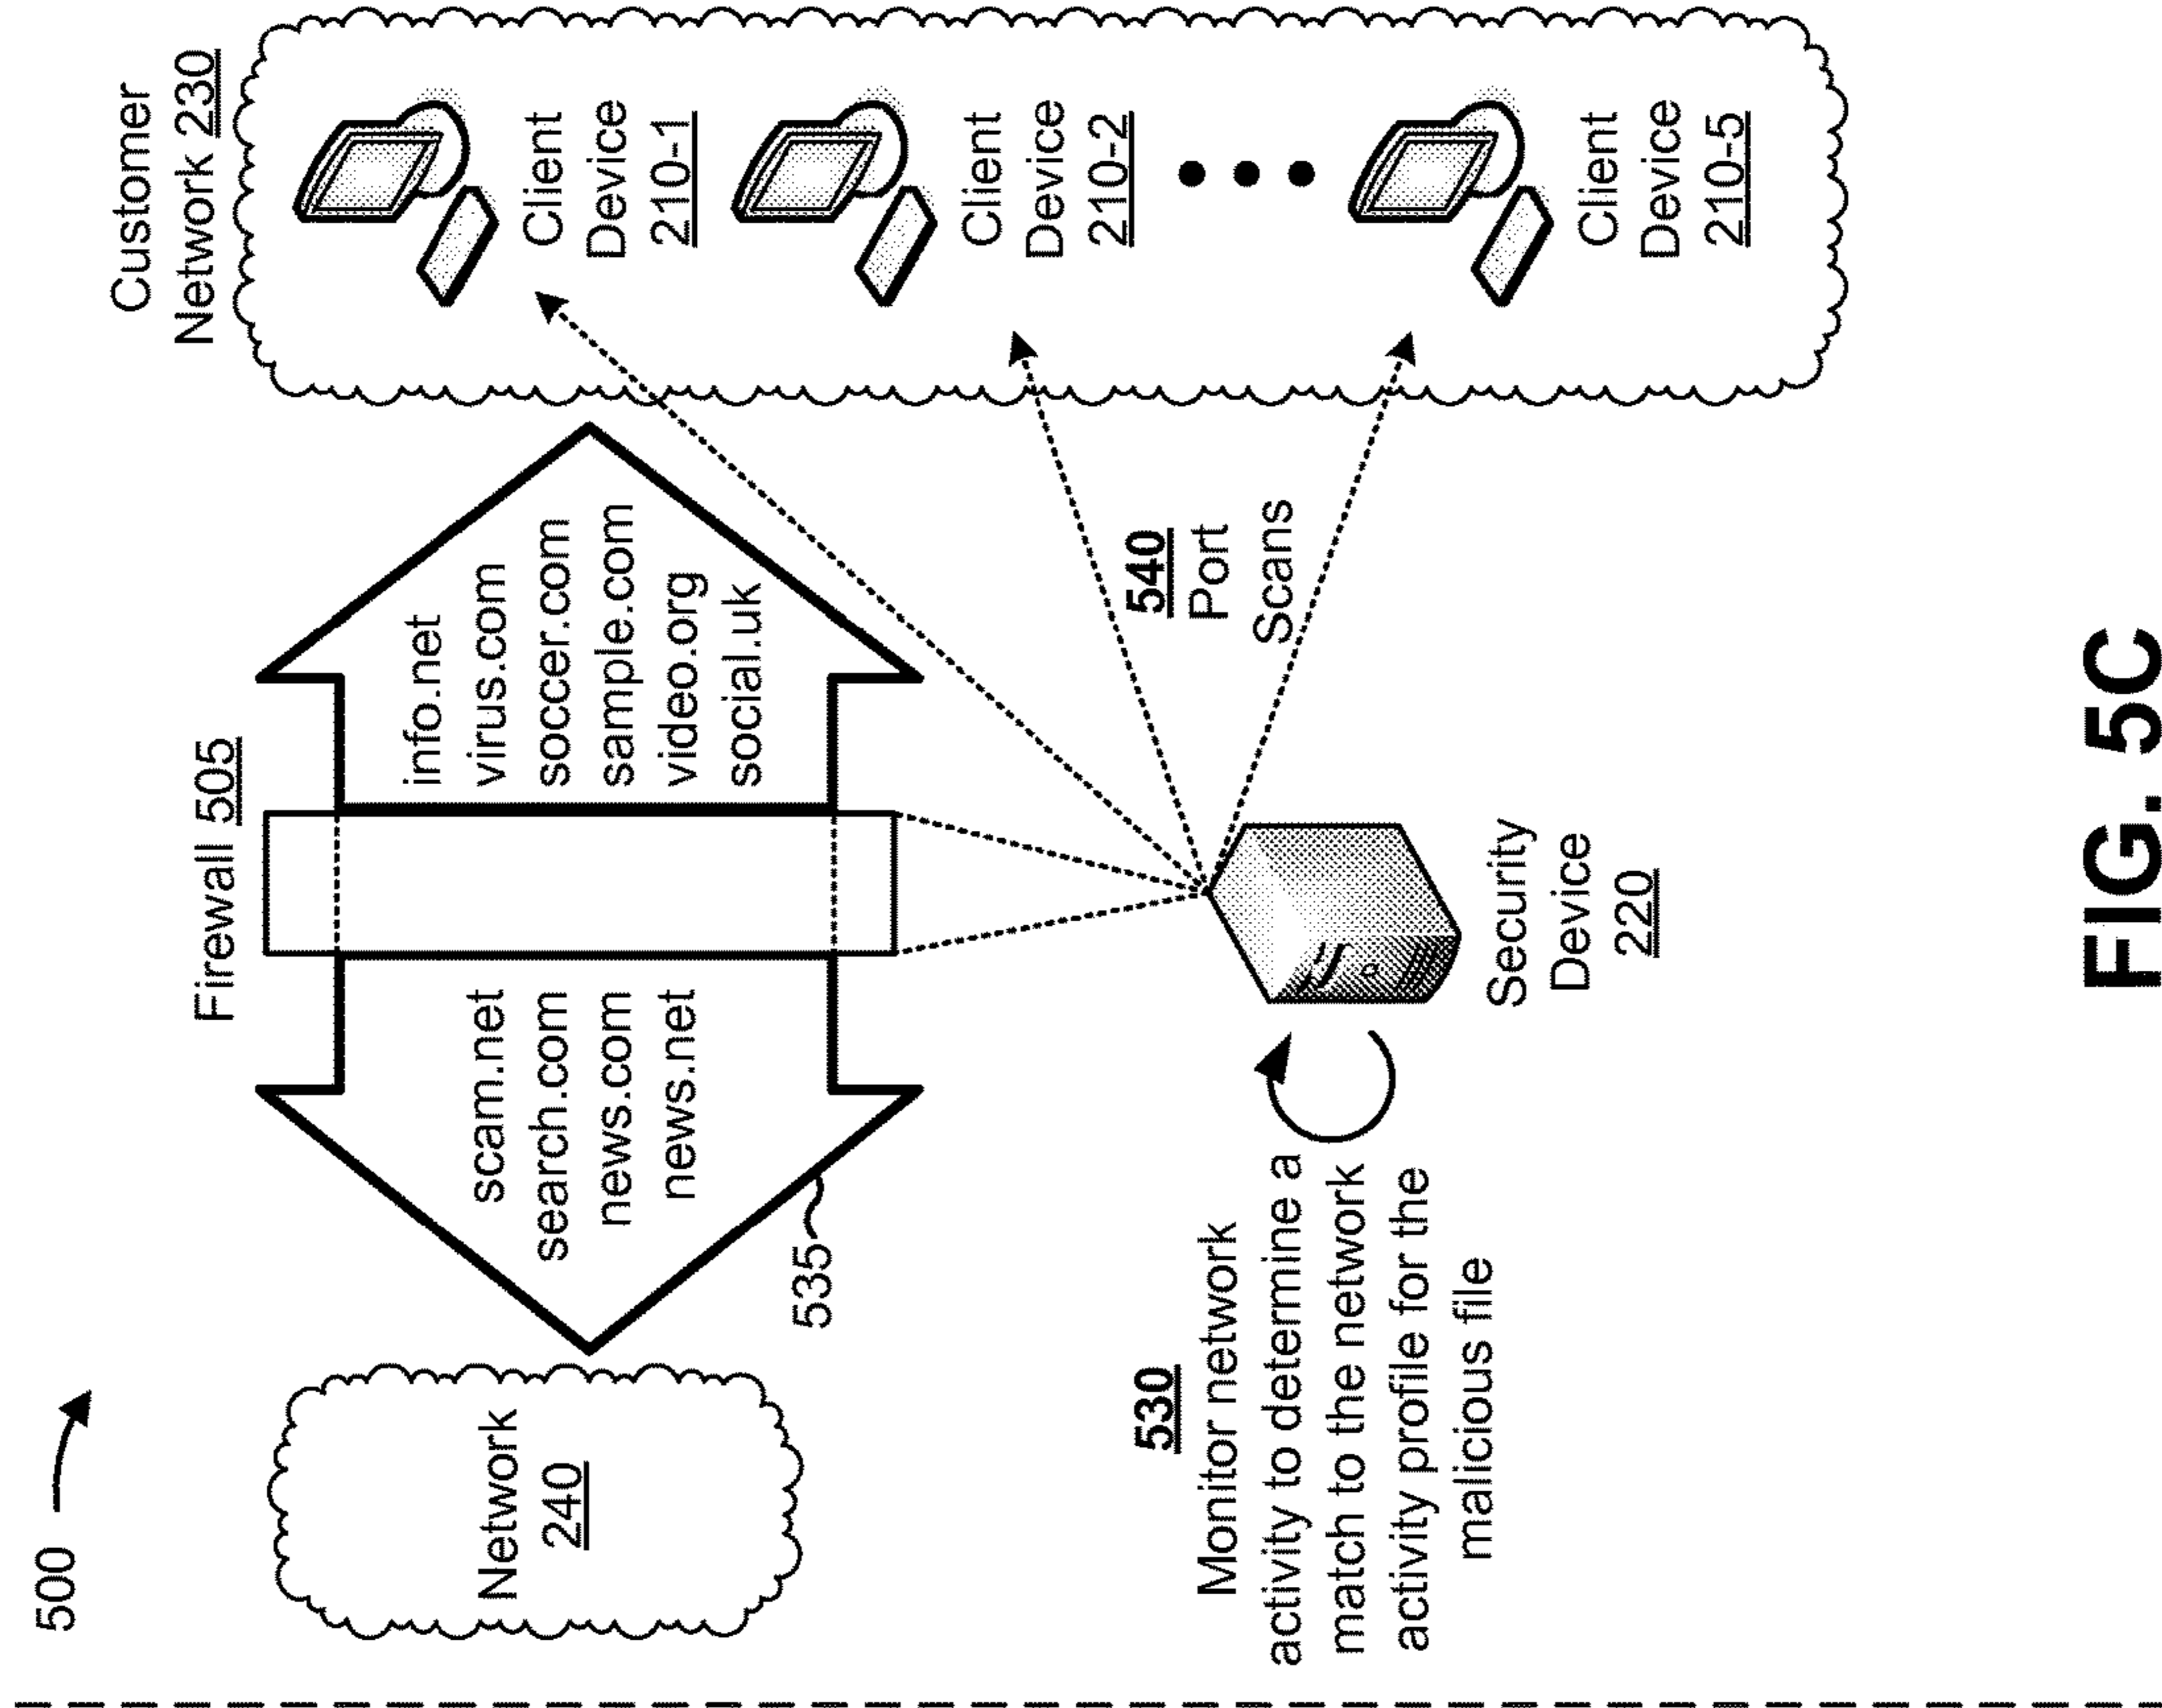 500
Network
240
Firewall 505
scam.net
search.com
news.com
news.net
info.net
virus.com
soccer.com
sample.com
video.org
social.uk
535
Customer
Network 230
Client
Device
210-1
Client
Device
210-2
Client
Device
210-5
530
Monitor network
activity to determine a
match to the network
activity profile for the
malicious file
540
Port
Scans
Security
Device
220
FIG. 5C